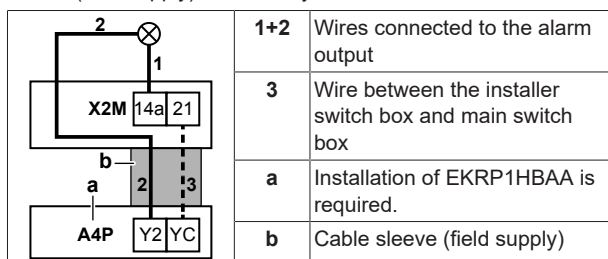 2
1
X2M 14a 21
b
2 3
a
A4P Y2 YC
1+2 Wires connected to the alarm
output
3 Wire between the installer
switch box and main switch
box
a Installation of EKRP1HBAA is
required.
b Cable sleeve (field supply)